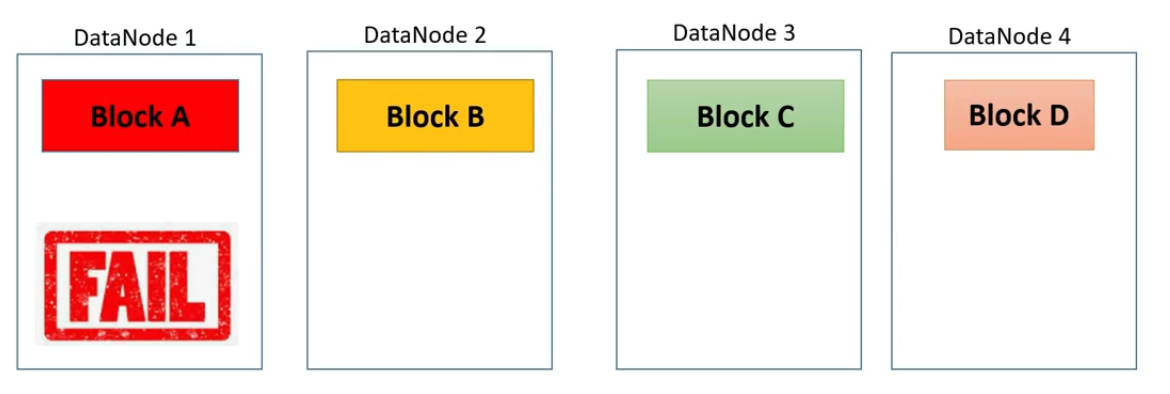 DataNode 1
DataNode 2
DataNode 3
DataNode 4
Block A
Block B
Block C
Block D
FAIL